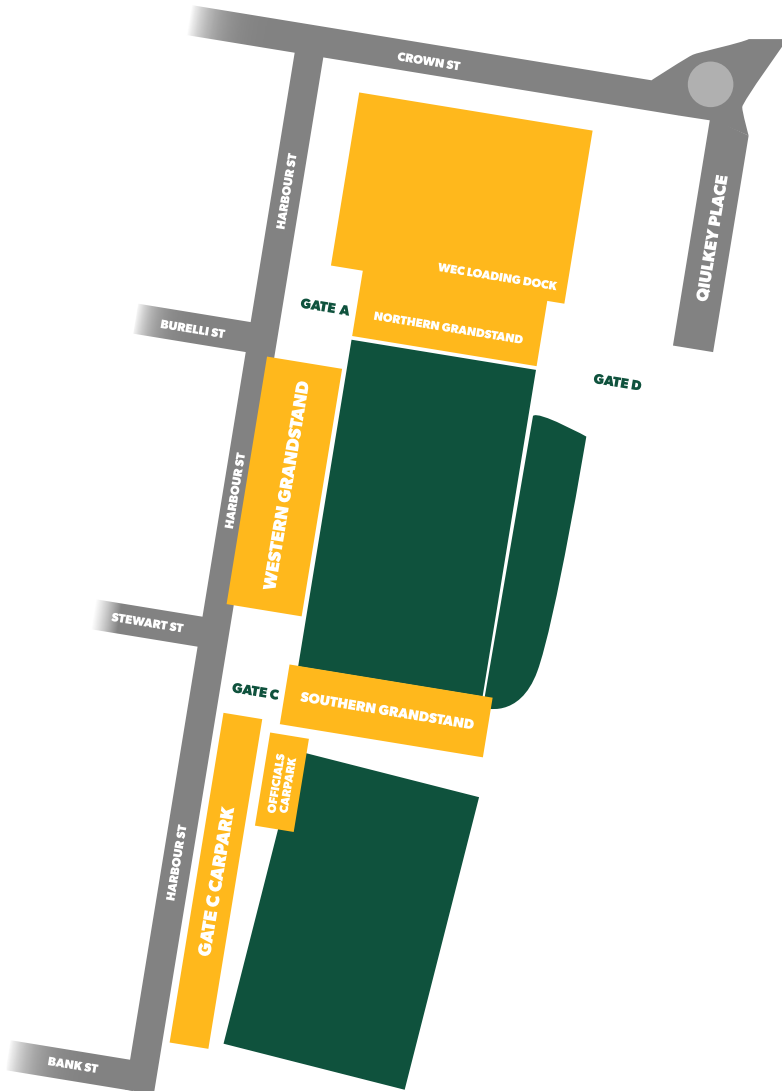 CROWN ST
HARBOUR ST
QIULKEY PLACE
WEC LOADING DOCK
GATE A
NORTHERN GRANDSTAND
BURELLI ST
GATE D
WESTERN GRANDSTAND
HARBOUR ST
STEWART ST
GATE C
SOUTHERN GRANDSTAND
OFFICIALS
CARPARK
GATE C CARPARK
HARBOUR ST
BANK ST